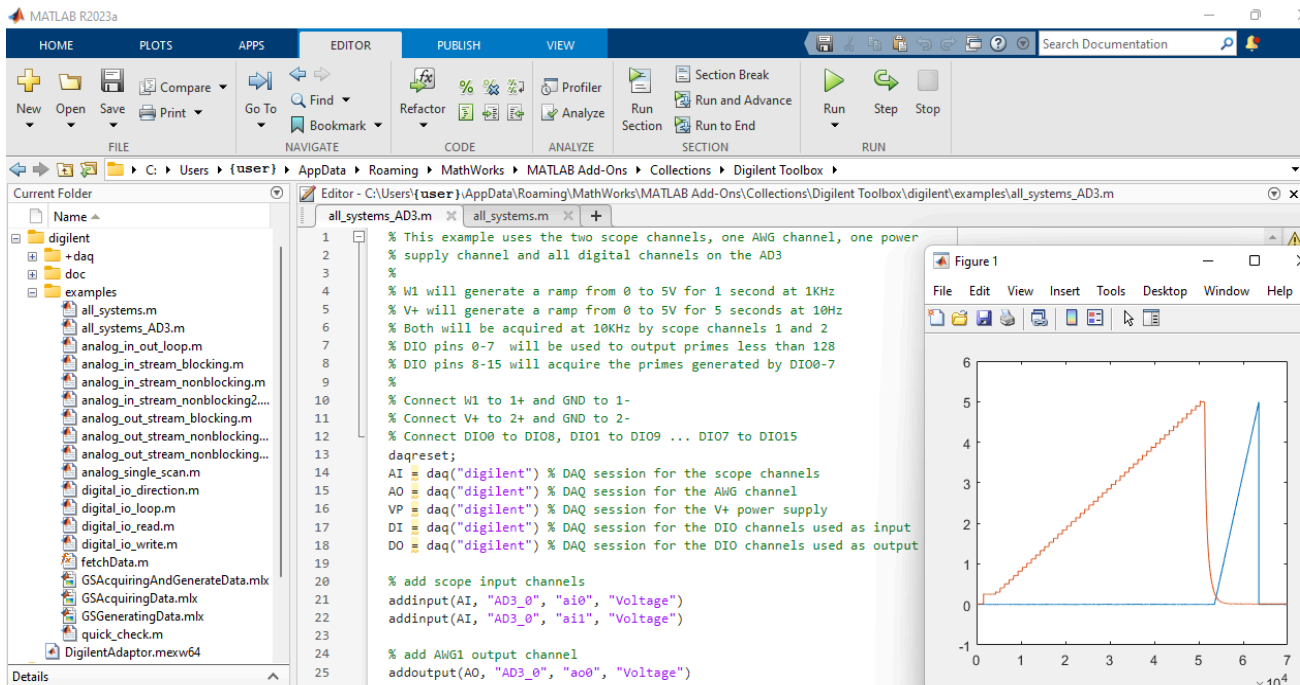 MATLAB R2023a
HOME PLOTS APPS EDITOR PUBLISH VIEW Search Documentation
New Open Save Compare Print Go To Find Bookmark Refactor Profiler Analyze Run Section Section Break Run and Advance Run to End Run Step Stop
FILE NAVIGATE CODE ANALYZE SECTION RUN
C: Users {user} AppData Roaming MathWorks MATLAB Add-Ons Collections Digilent Toolbox
Current Folder
Name
digilent
+daq
doc
examples
all_systems.m
all_systems_AD3.m
analog_in_out_loop.m
analog_in_stream_blocking.m
analog_in_stream_nonblocking.m
analog_in_stream_nonblocking2....
analog_out_stream_blocking.m
analog_out_stream_nonblocking...
analog_out_stream_nonblocking...
analog_single_scan.m
digital_io_direction.m
digital_io_loop.m
digital_io_read.m
digital_io_write.m
fetchData.m
GSAcquiringAndGenerateData.mlx
GSAcquiringData.mlx
GSGeneratingData.mlx
quick_check.m
DigilentAdaptor.mexw64
Details
Editor - C:\Users\{user}\AppData\Roaming\MathWorks\MATLAB Add-Ons\Collections\Digilent Toolbox\digilent\examples\all_systems_AD3.m
all_systems_AD3.m all_systems.m
1 % This example uses the two scope channels, one AWG channel, one power
2 % supply channel and all digital channels on the AD3
3 %
4 % W1 will generate a ramp from 0 to 5V for 1 second at 1KHz
5 % V+ will generate a ramp from 0 to 5V for 5 seconds at 10Hz
6 % Both will be acquired at 10KHz by scope channels 1 and 2
7 % DIO pins 0-7  will be used to output primes less than 128
8 % DIO pins 8-15 will acquire the primes generated by DIO0-7
9 %
10 % Connect W1 to 1+ and GND to 1-
11 % Connect V+ to 2+ and GND to 2-
12 % Connect DIO0 to DIO8, DIO1 to DIO9 ... DIO7 to DIO15
13 daqreset;
14 AI = daq("digilent") % DAQ session for the scope channels
15 AO = daq("digilent") % DAQ session for the AWG channel
16 VP = daq("digilent") % DAQ session for the V+ power supply
17 DI = daq("digilent") % DAQ session for the DIO channels used as input
18 DO = daq("digilent") % DAQ session for the DIO channels used as output
19
20 % add scope input channels
21 addinput(AI, "AD3_0", "ai0", "Voltage")
22 addinput(AI, "AD3_0", "ai1", "Voltage")
23
24 % add AWG1 output channel
25 addoutput(AO, "AD3_0", "ao0", "Voltage")
Figure 1
File Edit View Insert Tools Desktop Window Help
6
5
4
3
2
1
0
-1
0 1 2 3 4 5 6 7
× 10⁴